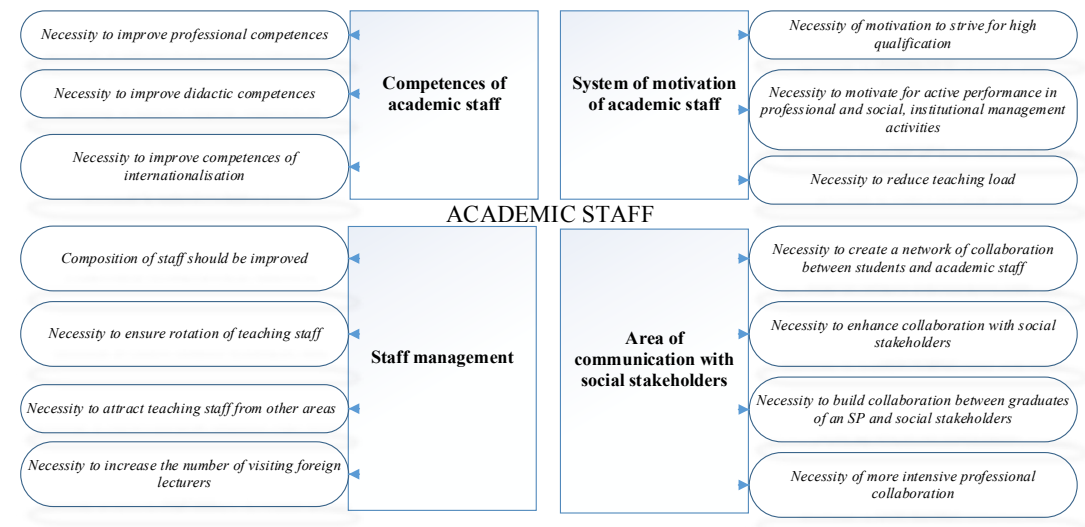 Necessity to improve professional competences
Necessity to improve didactic competences
Necessity to improve competences of
internationalisation
Competences of
academic staff
System of motivation
of academic staff
Necessity of motivation to strive for high
qualification
Necessity to motivate for active performance in
professional and social, institutional management
activities
Necessity to reduce teaching load
ACADEMIC STAFF
Composition of staff should be improved
Necessity to ensure rotation of teaching staff
Necessity to attract teaching staff from other areas
Necessity to increase the number of visiting foreign
lecturers
Staff management
Area of
communication with
social stakeholders
Necessity to create a network of collaboration
between students and academic staff
Necessity to enhance collaboration with social
stakeholders
Necessity to build collaboration between graduates
of an SP and social stakeholders
Necessity of more intensive professional
collaboration